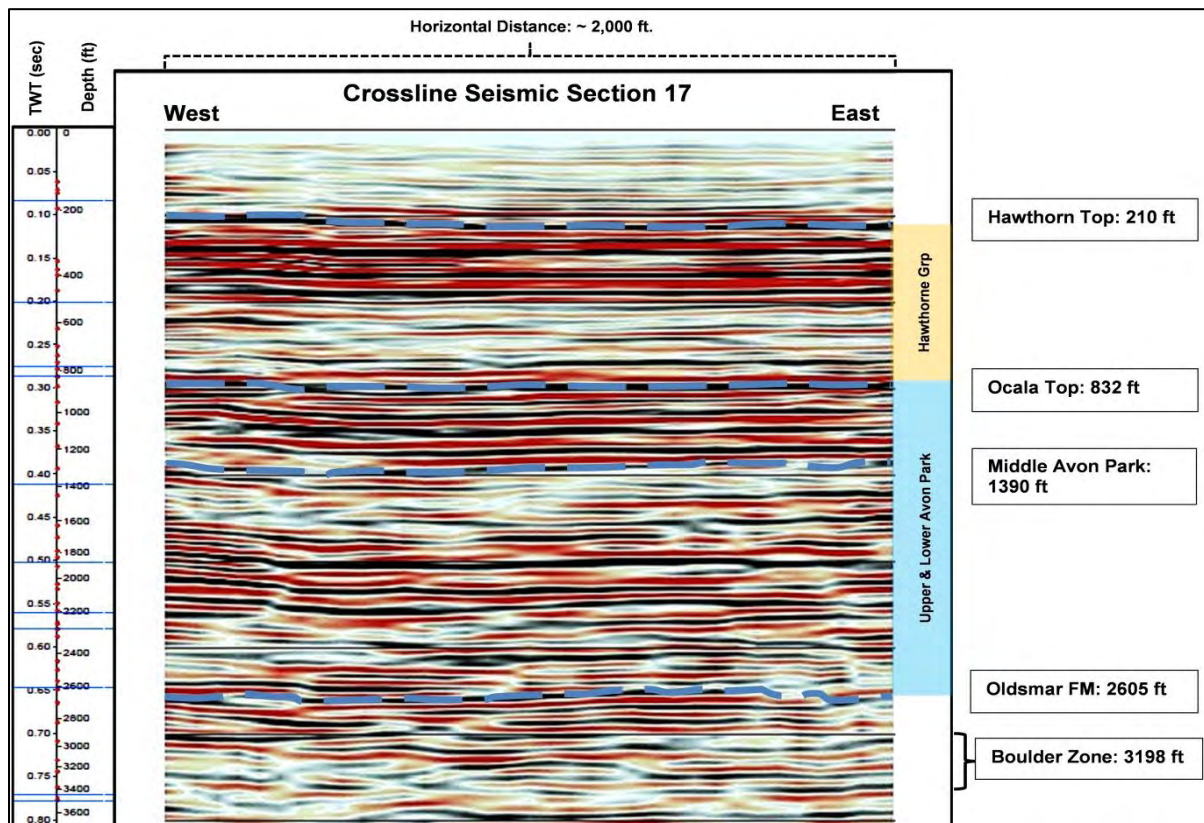 Horizontal Distance: ~ 2,000 ft.
TWT (sec)
Depth (ft)
Crossline Seismic Section 17
West
East
0.00
0.05
0.10
0.15
0.20
0.25
0.30
0.35
0.40
0.45
0.50
0.55
0.60
0.65
0.70
0.75
0.80
0
200
400
600
800
1000
1200
1400
1600
1800
2000
2200
2400
2600
2800
3000
3200
3400
3600
Hawthorne Grp
Upper & Lower Avon Park
Hawthorn Top: 210 ft
Ocala Top: 832 ft
Middle Avon Park:
1390 ft
Oldsmar FM: 2605 ft
Boulder Zone: 3198 ft